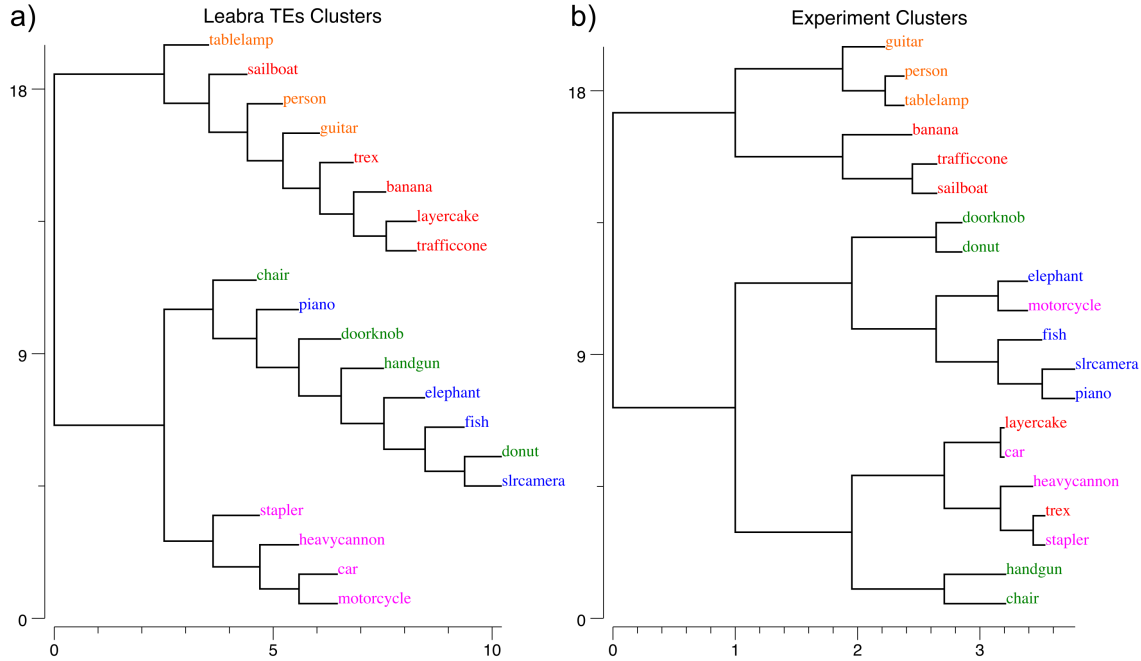 a)
Leabra TEs Clusters
tablelamp
sailboat
18
person
guitar
trex
banana
layercake
trafficcone
chair
piano
doorknob
9
handgun
elephant
fish
donut
slrcamera
stapler
heavycannon
car
motorcycle
0
0
5
10
b)
Experiment Clusters
guitar
person
18
tablelamp
banana
trafficcone
sailboat
doorknob
donut
elephant
motorcycle
fish
9
slrcamera
piano
layercake
car
heavycannon
trex
stapler
handgun
chair
0
0
1
2
3